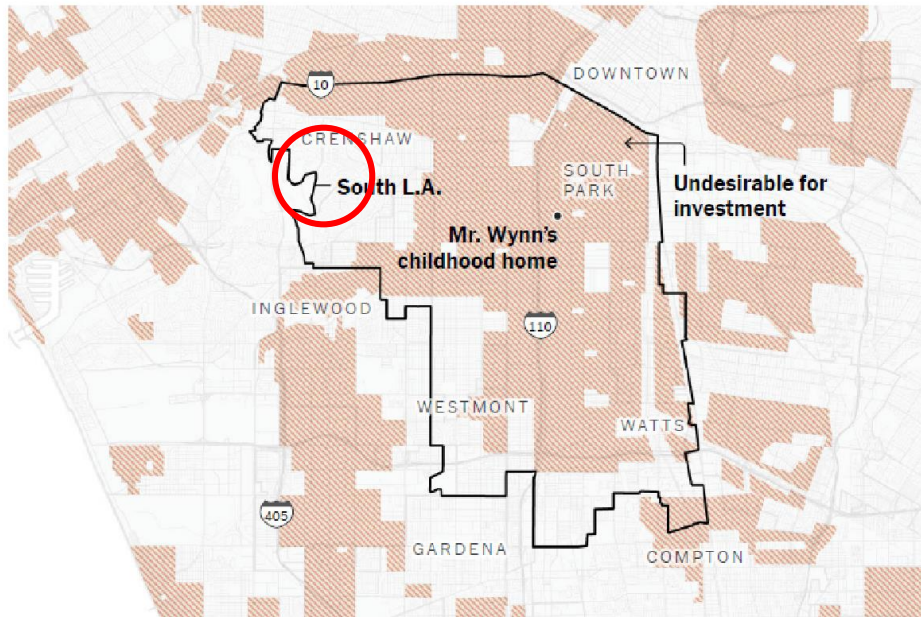 DOWNTOWN
10
CRENSHAW
South L.A.
SOUTH
PARK
Undesirable for
investment
Mr. Wynn’s
childhood home
INGLEWOOD
110
WESTMONT
WATTS
405
GARDENA
COMPTON